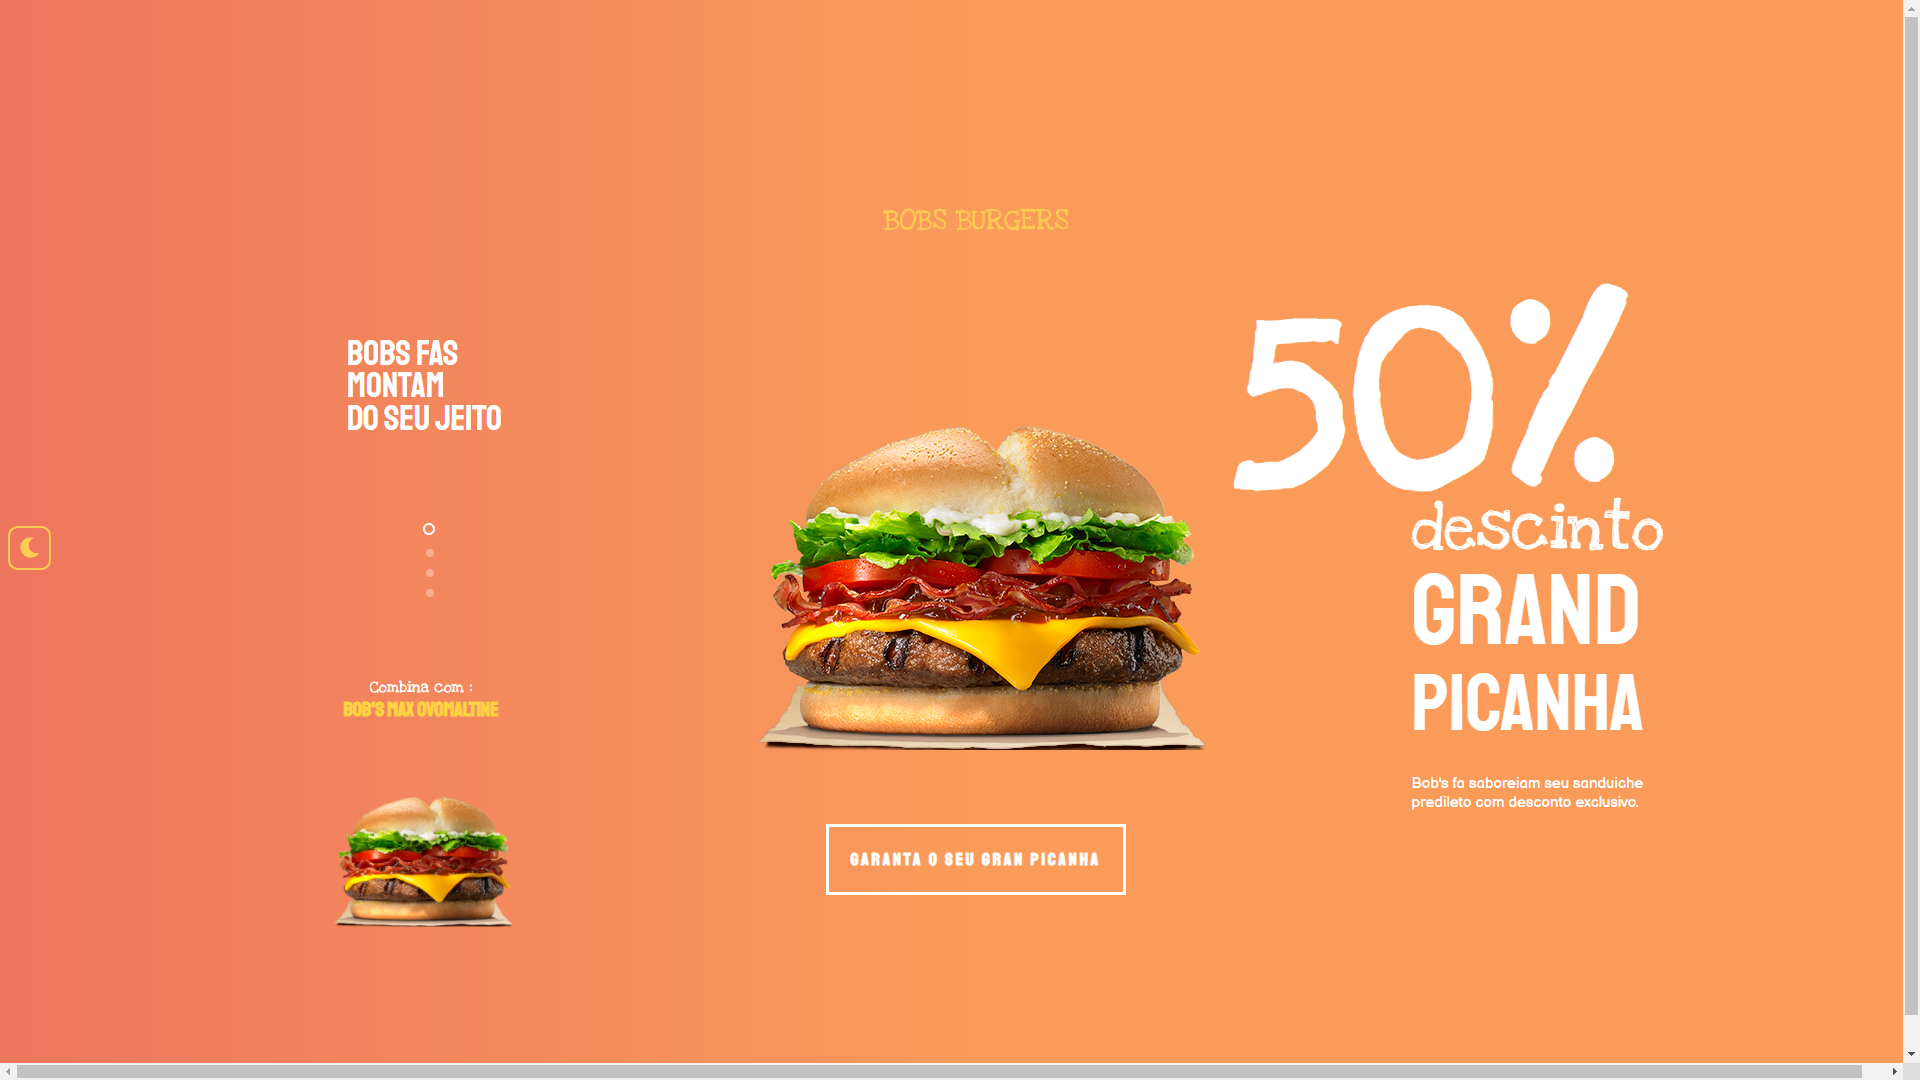 BOBS BURGERS
BOBS FAS
MONTAM
DO SEU JEITO
Combina com :
BOB'S MAX OVOMALTINE
50%
descinto
GRAND
PICANHA
Bob's fa saboreiam seu sanduiche
predileto com desconto exclusivo.
GARANTA O SEU GRAN PICANHA